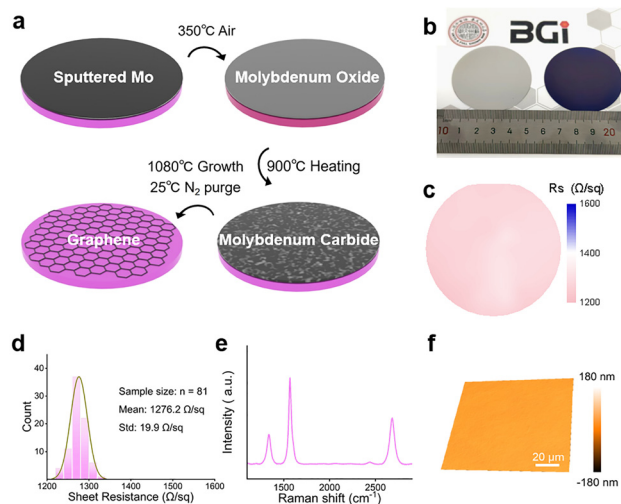 a
350℃ Air
Sputtered Mo
Molybdenum Oxide
1080℃ Growth
25℃ N₂ purge
900℃ Heating
Graphene
Molybdenum Carbide
b
BGi
10 1 2 3 4 5 6 7 8 9 20
c
Rs (Ω/sq)
1600
1400
1200
d
40
30
20
10
Count
Sample size: n = 81
Mean: 1276.2 Ω/sq
Std: 19.9 Ω/sq
1200 1300 1400 1500 1600
Sheet Resistance (Ω/sq)
e
Intensity ( a.u.)
1500 2000 2500
Raman shift (cm⁻¹)
f
180 nm
20 μm
-180 nm